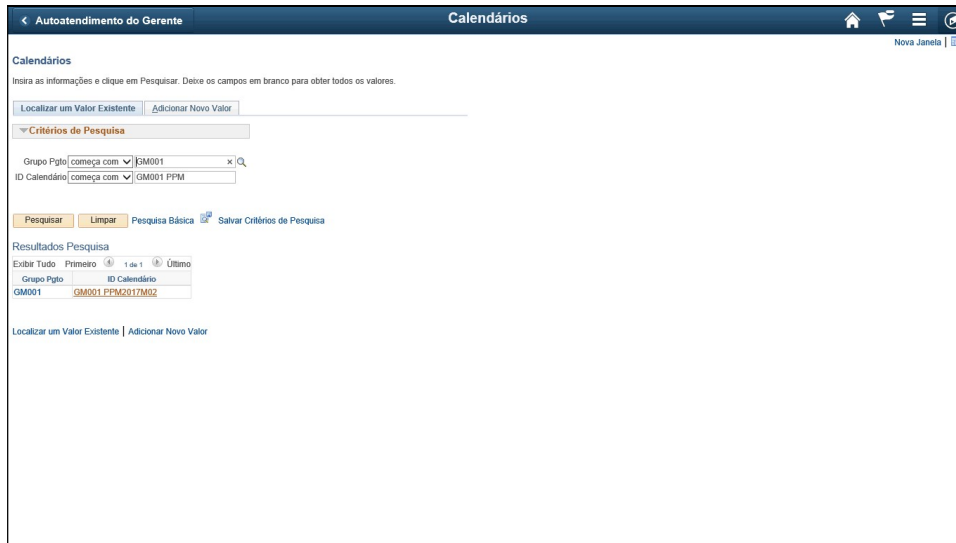 Autoatendimento do Gerente
Calendários
Nova Janela |
Calendários
Insira as informações e clique em Pesquisar. Deixe os campos em branco para obter todos os valores.
Localizar um Valor Existente Adicionar Novo Valor
Critérios de Pesquisa
Grupo Pgto começa com GM001 ×
ID Calendário começa com GM001 PPM
Pesquisar Limpar Pesquisa Básica Salvar Critérios de Pesquisa
Resultados Pesquisa
Exibir Tudo Primeiro 1 de 1 Último
Grupo Pgto ID Calendário
GM001 GM001 PPM2017M02
Localizar um Valor Existente | Adicionar Novo Valor